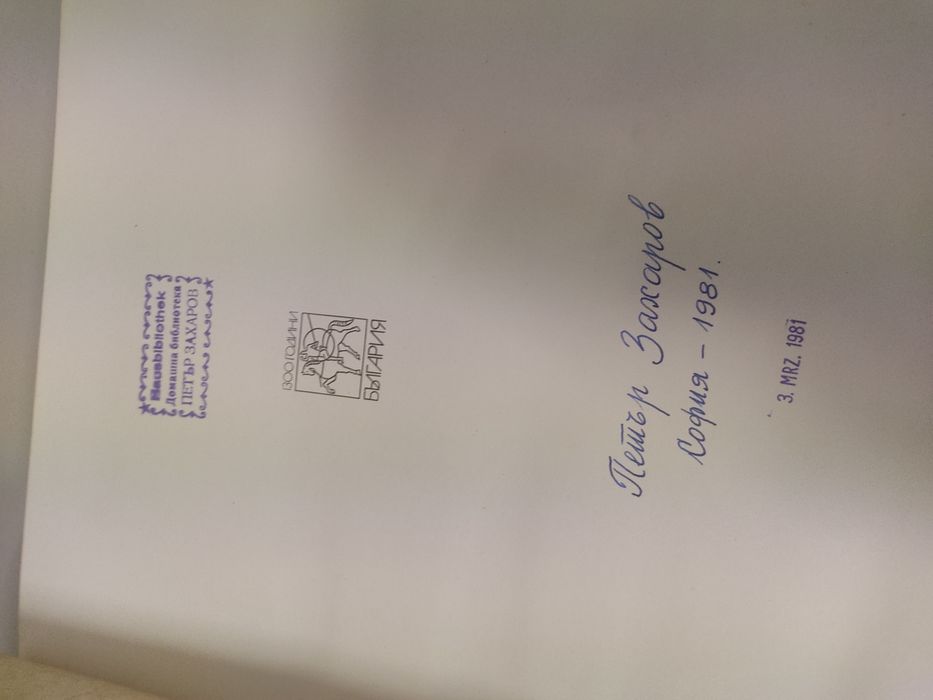 Hausbibliothek
Домашна библиотека
ПЕТЪР ЗАХАРОВ
1300 ГОДИНИ
БЪЛГАРИЯ
Петър Захаров
София – 1981.
3. MRZ. 1981